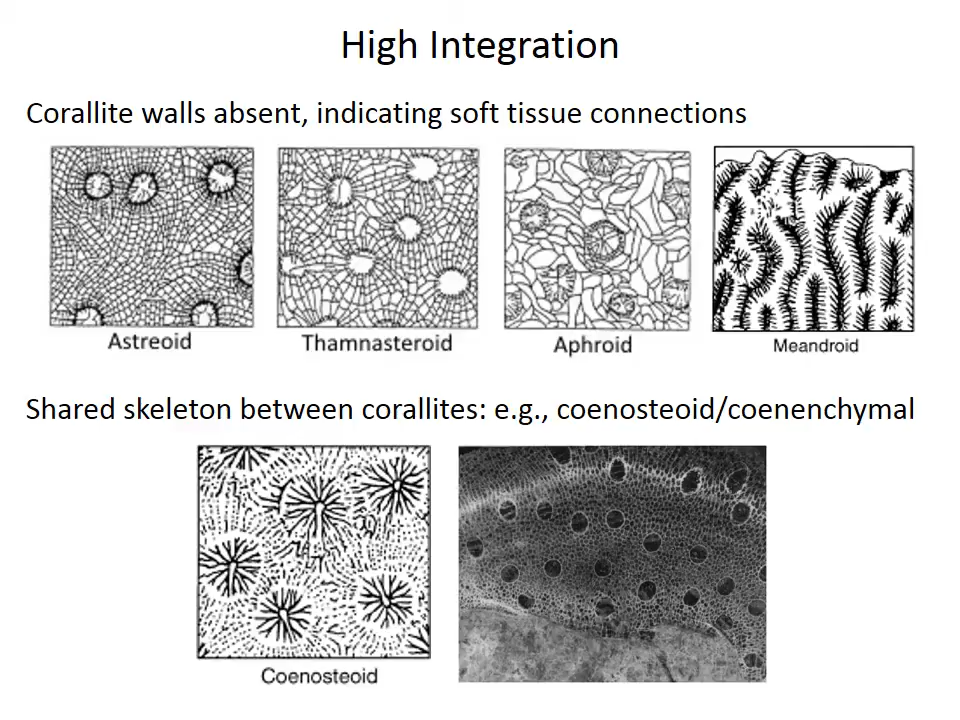 High Integration
Corallite walls absent, indicating soft tissue connections
Astreoid
Thamnasteroid
Aphroid
Meandroid
Shared skeleton between corallites: e.g., coenosteoid/coenenchymal
Coenosteoid